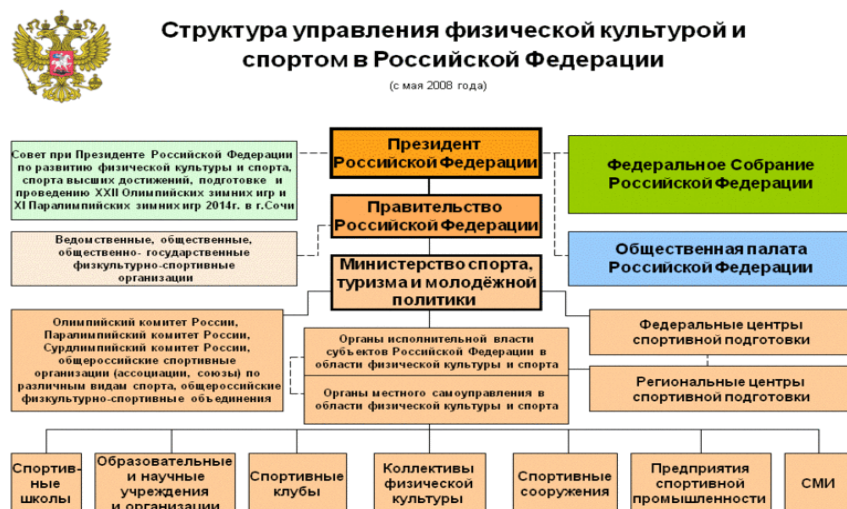 Структура управления физической культурой и
спортом в Российской Федерации
(с мая 2008 года)
Совет при Президенте Российской Федерации
по развитию физической культуры и спорта,
спорта высших достижений, подготовке и
проведению XXII Олимпийских зимних игр и
XI Паралимпийских зимних игр 2014г. в г.Сочи
Президент
Российской Федерации
Федеральное Собрание
Российской Федерации
Правительство
Российской Федерации
Ведомственные, общественные,
общественно- государственные
физкультурно-спортивные
организации
Общественная палата
Российской Федерации
Министерство спорта,
туризма и молодёжной
политики
Олимпийский комитет России,
Паралимпийский комитет России,
Сурдлимпийский комитет России,
общероссийские спортивные
организации (ассоциации, союзы) по
различным видам спорта, общероссийские
физкультурно-спортивные объединения
Органы исполнительной власти
субъектов Российской Федерации в
области физической культуры и спорта
Федеральные центры
спортивной подготовки
Органы местного самоуправления в
области физической культуры и спорта
Региональные центры
спортивной подготовки
Спортив-
ные
школы
Образовательные
и научные
учреждения
и организации
Спортивные
клубы
Коллективы
физической
культуры
Спортивные
сооружения
Предприятия
спортивной
промышленности
СМИ